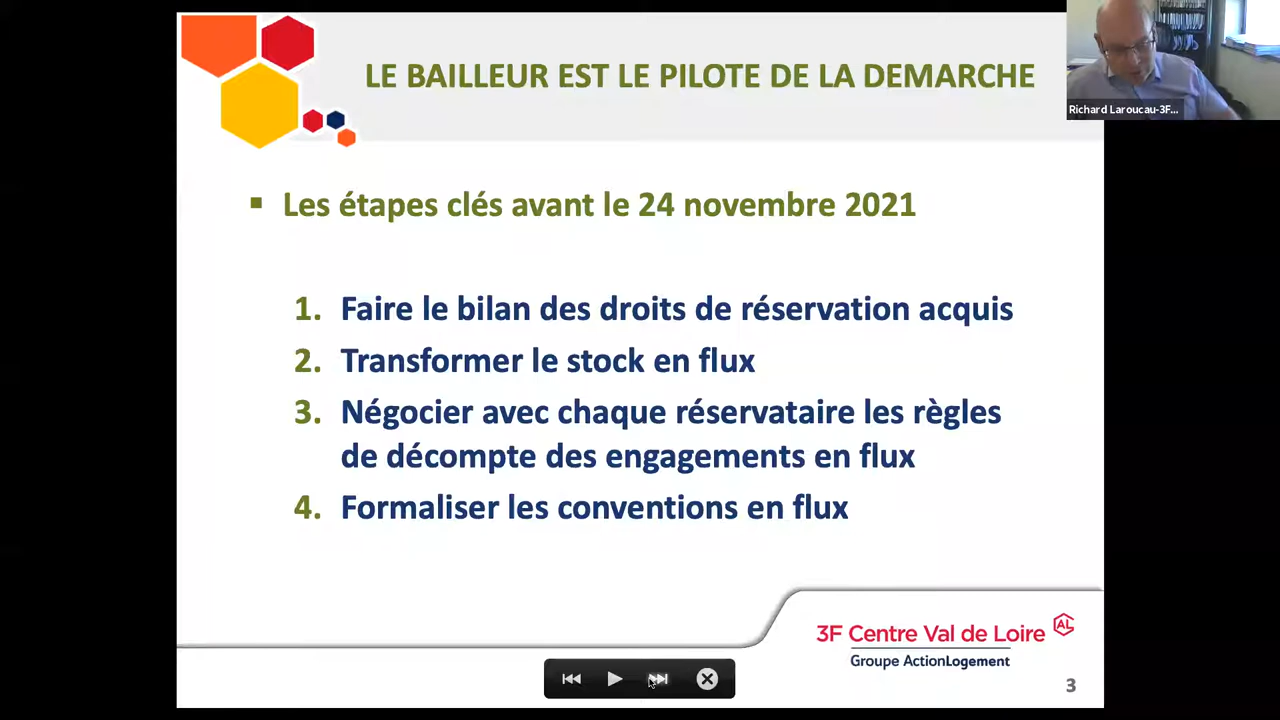 LE BAILLEUR EST LE PILOTE DE LA DEMARCHE
Richard Laroucau-3F...
▪ Les étapes clés avant le 24 novembre 2021
1. Faire le bilan des droits de réservation acquis
2. Transformer le stock en flux
3. Négocier avec chaque réservataire les règles
de décompte des engagements en flux
4. Formaliser les conventions en flux
3F Centre Val de Loire
AL
Groupe ActionLogement
3